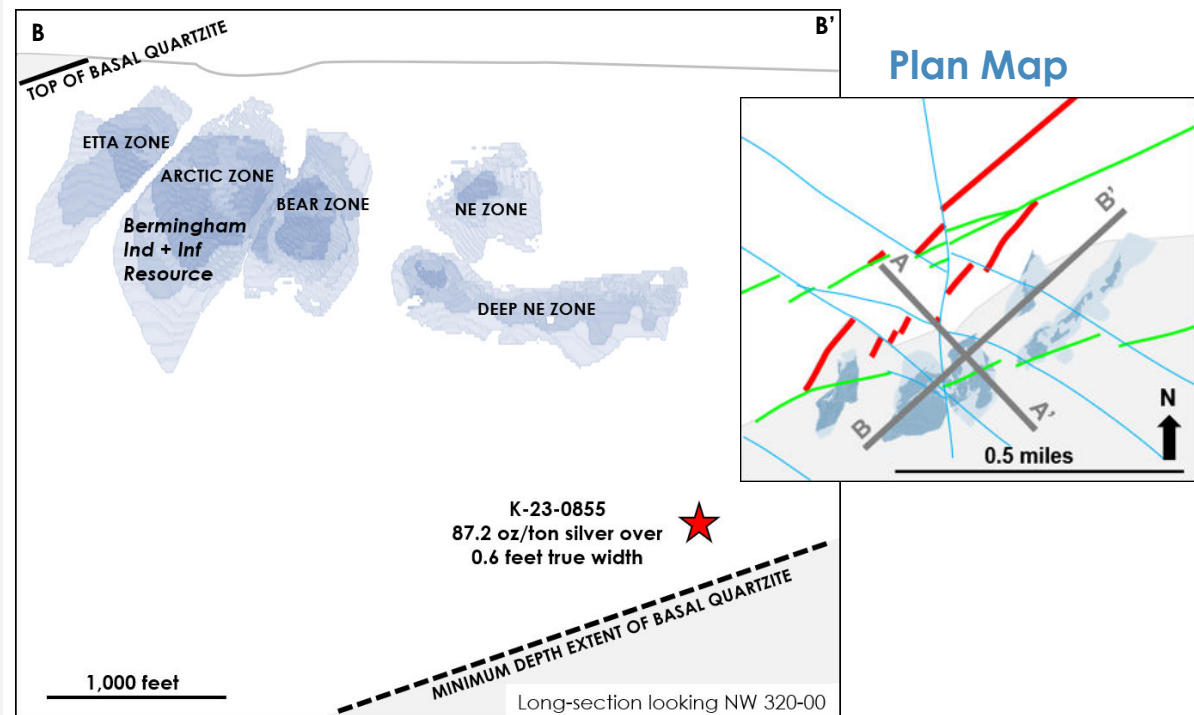 B
B'
TOP OF BASAL QUARTZITE
ETTA ZONE
ARCTIC ZONE
BEAR ZONE
Bermingham
Ind + Inf
Resource
NE ZONE
DEEP NE ZONE
K-23-0855
87.2 oz/ton silver over
0.6 feet true width
MINIMUM DEPTH EXTENT OF BASAL QUARTZITE
1,000 feet
Long-section looking NW 320-00
Plan Map
A
B'
B
A'
N
0.5 miles